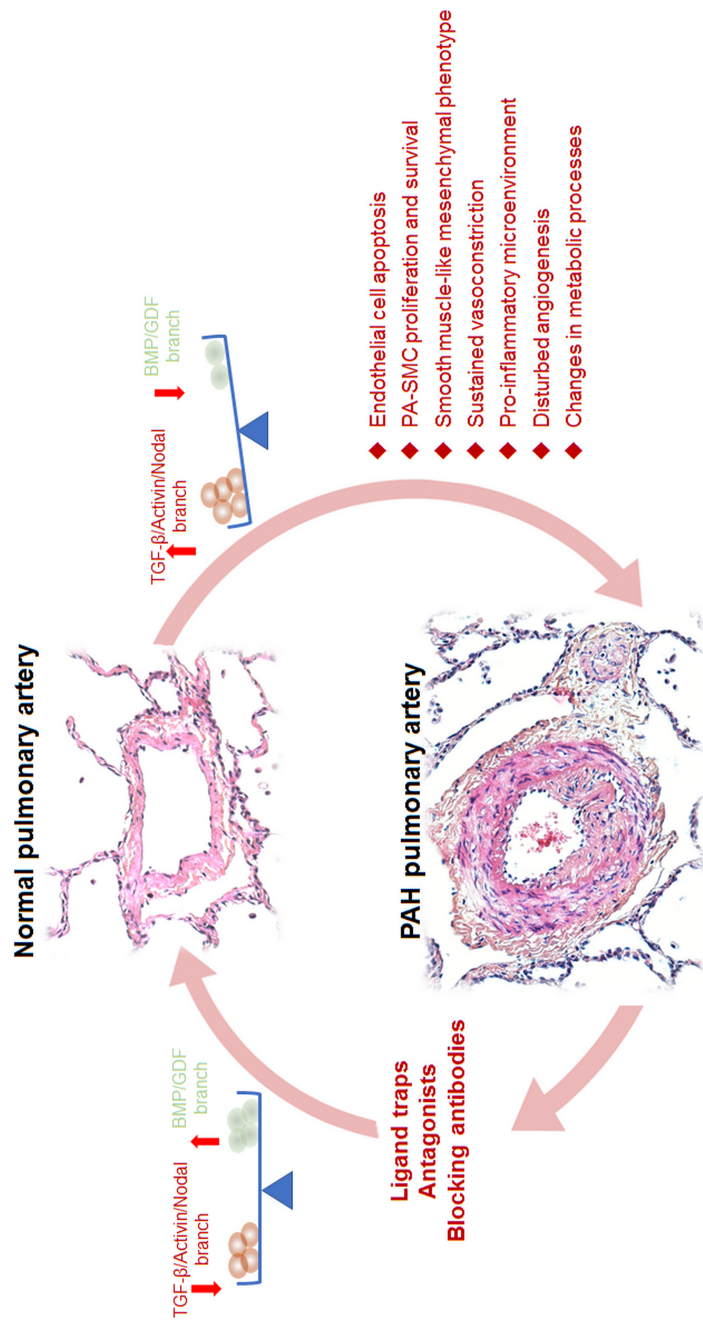 Normal pulmonary artery
TGF-β/Activin/Nodal
branch
BMP/GDF
branch
TGF-β/Activin/Nodal
branch
BMP/GDF
branch
Ligand traps
Antagonists
Blocking antibodies
◆ Endothelial cell apoptosis
◆ PA-SMC proliferation and survival
◆ Smooth muscle-like mesenchymal phenotype
◆ Sustained vasoconstriction
◆ Pro-inflammatory microenvironment
◆ Disturbed angiogenesis
◆ Changes in metabolic processes
PAH pulmonary artery